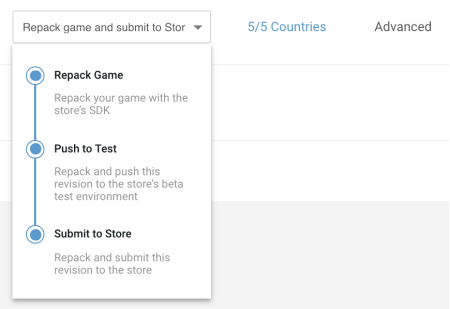 Repack game and submit to Stor
5/5 Countries
Advanced
Repack Game
Repack your game with the
store's SDK
Push to Test
Repack and push this
revision to the store's beta
test environment
Submit to Store
Repack and submit this
revision to the store